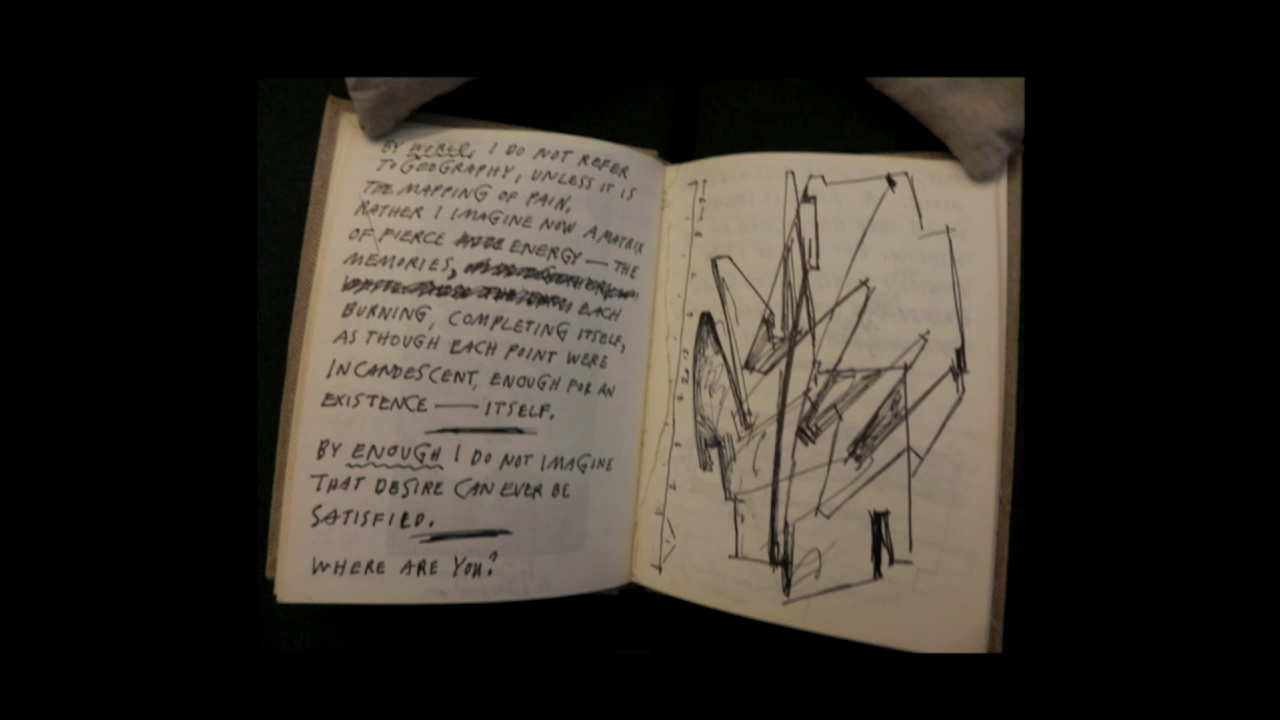 BY WORLD, I DO NOT REFER
TO GEOGRAPHY, UNLESS IT IS
THE MAPPING OF PAIN.
RATHER I IMAGINE NOW A MATRIX
OF FIERCE ENERGY — THE
MEMORIES,
EACH
BURNING, COMPLETING ITSELF,
AS THOUGH EACH POINT WERE
INCANDESCENT, ENOUGH FOR AN
EXISTENCE — ITSELF.
BY ENOUGH I DO NOT IMAGINE
THAT DESIRE CAN EVER BE
SATISFIED.
WHERE ARE YOU?